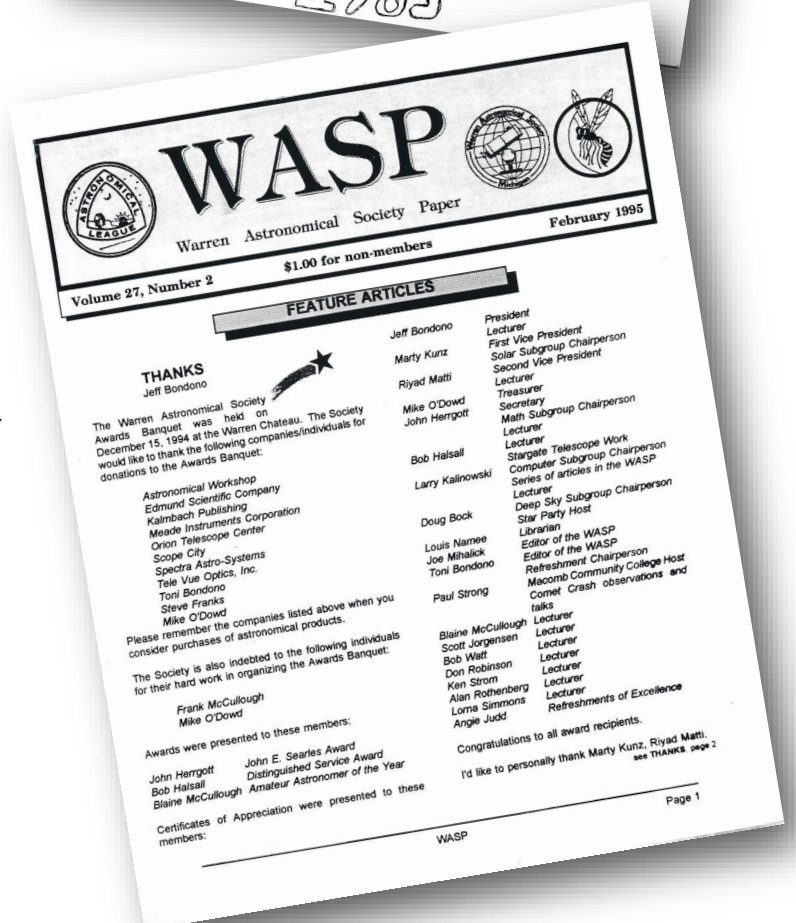 ASTRONOMICAL
LEAGUE
WASP
Warren Astronomical Society
Michigan
Warren Astronomical Society Paper
Volume 27, Number 2
$1.00 for non-members
February 1995
FEATURE ARTICLES
THANKS
Jeff Bondono
The Warren Astronomical Society
Awards Banquet was held on
December 15, 1994 at the Warren Chateau. The Society
would like to thank the following companies/individuals for
donations to the Awards Banquet:
Astronomical Workshop
Edmund Scientific Company
Kalmbach Publishing
Meade Instruments Corporation
Orion Telescope Center
Scope City
Spectra Astro-Systems
Tele Vue Optics, Inc.
Toni Bondono
Steve Franks
Mike O'Dowd
Please remember the companies listed above when you
consider purchases of astronomical products.
The Society is also indebted to the following individuals
for their hard work in organizing the Awards Banquet:
Frank McCullough
Mike O'Dowd
Awards were presented to these members:
John Herrgott John E. Searles Award
Bob Halsall Distinguished Service Award
Blaine McCullough Amateur Astronomer of the Year
Certificates of Appreciation were presented to these
members:
Jeff Bondono President
Lecturer
Marty Kunz First Vice President
Solar Subgroup Chairperson
Riyad Matti Second Vice President
Lecturer
Mike O'Dowd Treasurer
John Herrgott Secretary
Math Subgroup Chairperson
Lecturer
Bob Halsall Lecturer
Stargate Telescope Work
Larry Kalinowski Computer Subgroup Chairperson
Series of articles in the WASP
Lecturer
Doug Bock Deep Sky Subgroup Chairperson
Star Party Host
Louis Namee Librarian
Joe Mihalick Editor of the WASP
Toni Bondono Editor of the WASP
Refreshment Chairperson
Paul Strong Macomb Community College Host
Comet Crash observations and
talks
Blaine McCullough Lecturer
Scott Jorgensen Lecturer
Bob Watt Lecturer
Don Robinson Lecturer
Ken Strom Lecturer
Alan Rothenberg Lecturer
Lorna Simmons Lecturer
Angie Judd Refreshments of Excellence
Congratulations to all award recipients.
I'd like to personally thank Marty Kunz, Riyad Matti,
see THANKS page 2
WASP
Page 1